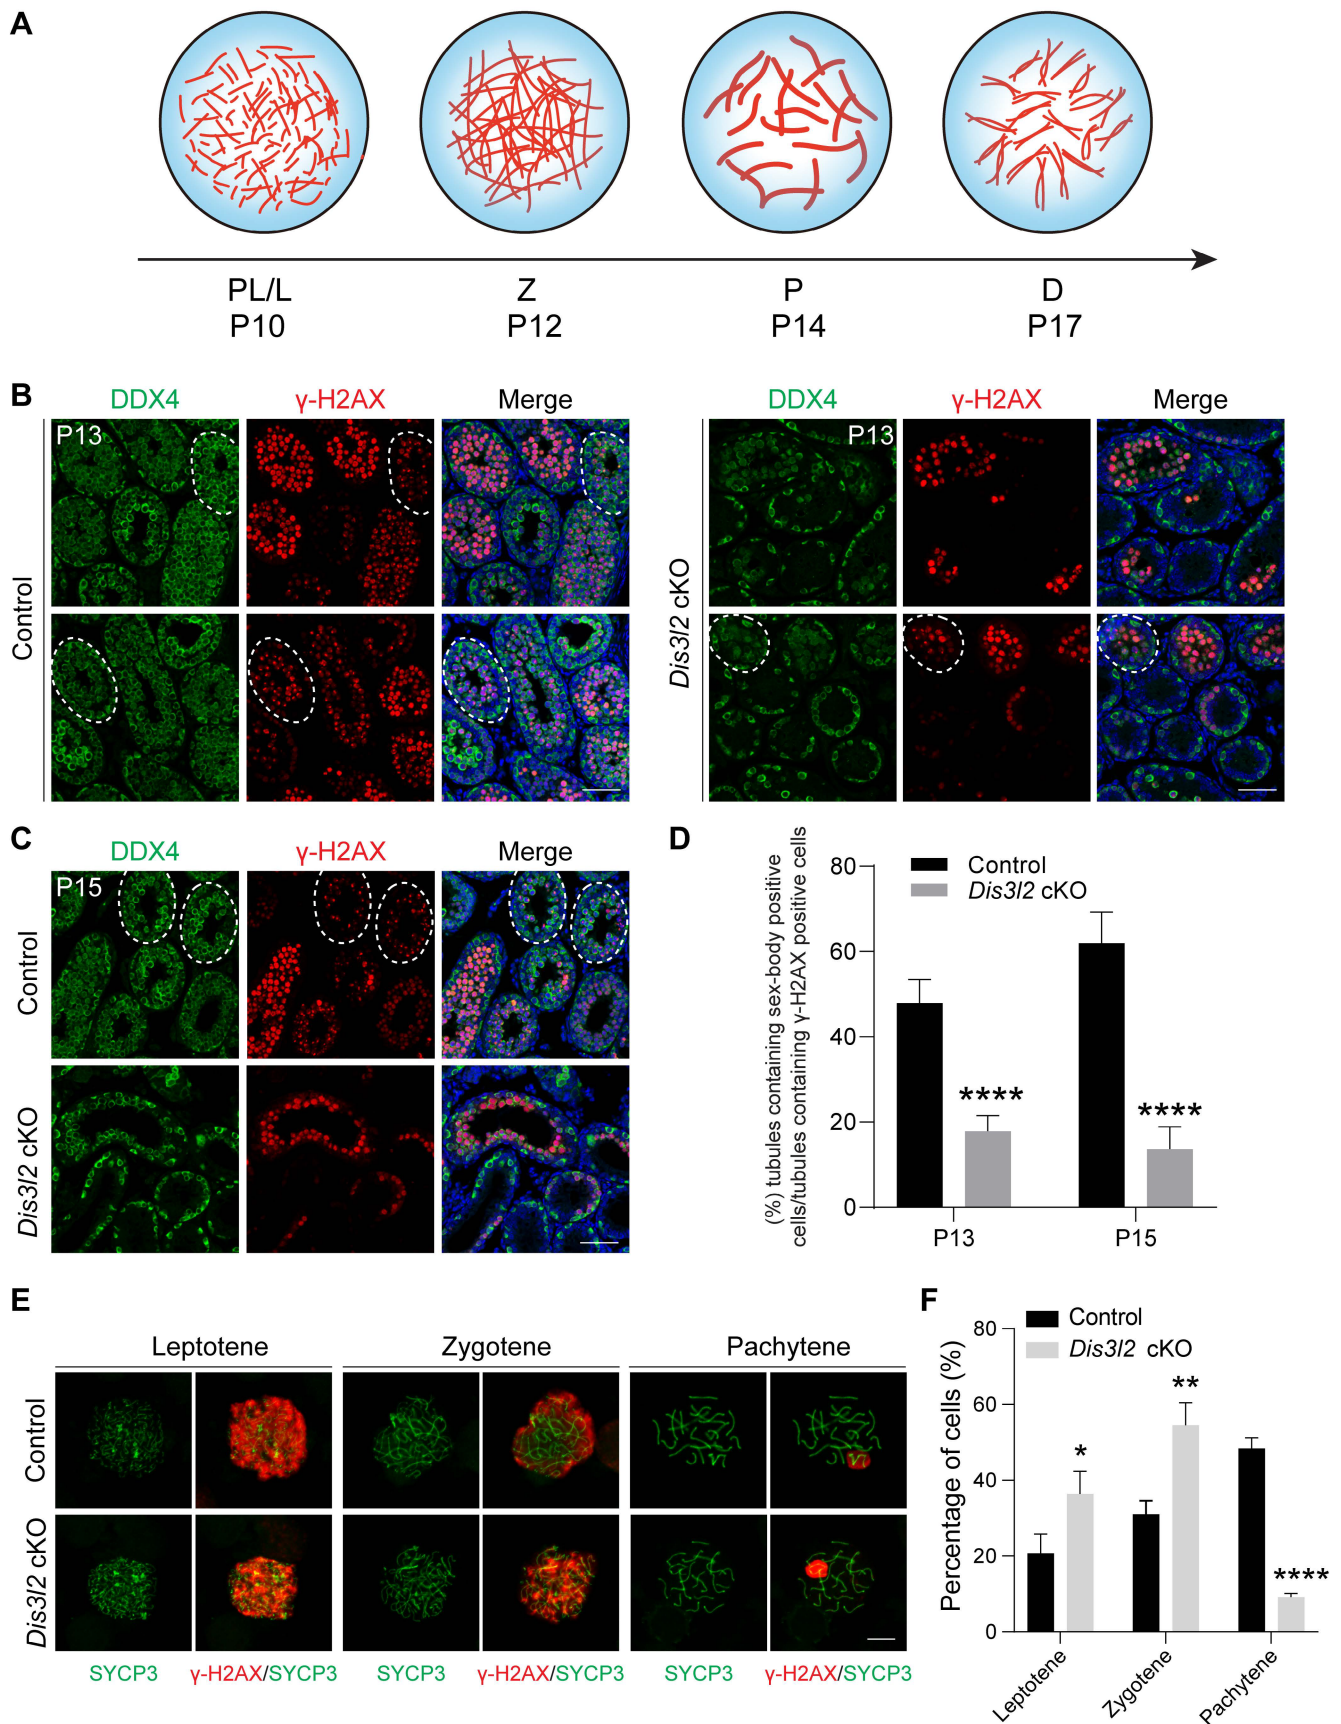 A
PL/L
Z
P
D
P10
P12
P14
P17
B
DDX4
γ-H2AX
Merge
DDX4
γ-H2AX
Merge
P13
P13
Control
Dis3l2 cKO
C
DDX4
γ-H2AX
Merge
P15
Control
Dis3l2 cKO
D
(%) tubules containing sex-body positive
cells/tubules containing γ-H2AX positive cells
80
60
40
20
0
Control
Dis3l2 cKO
****
****
P13
P15
E
Leptotene
Zygotene
Pachytene
Control
Dis3l2 cKO
SYCP3
γ-H2AX/SYCP3
SYCP3
γ-H2AX/SYCP3
SYCP3
γ-H2AX/SYCP3
F
Control
Dis3l2 cKO
Percentage of cells (%)
80
60
40
20
0
*
**
****
Leptotene
Zygotene
Pachytene